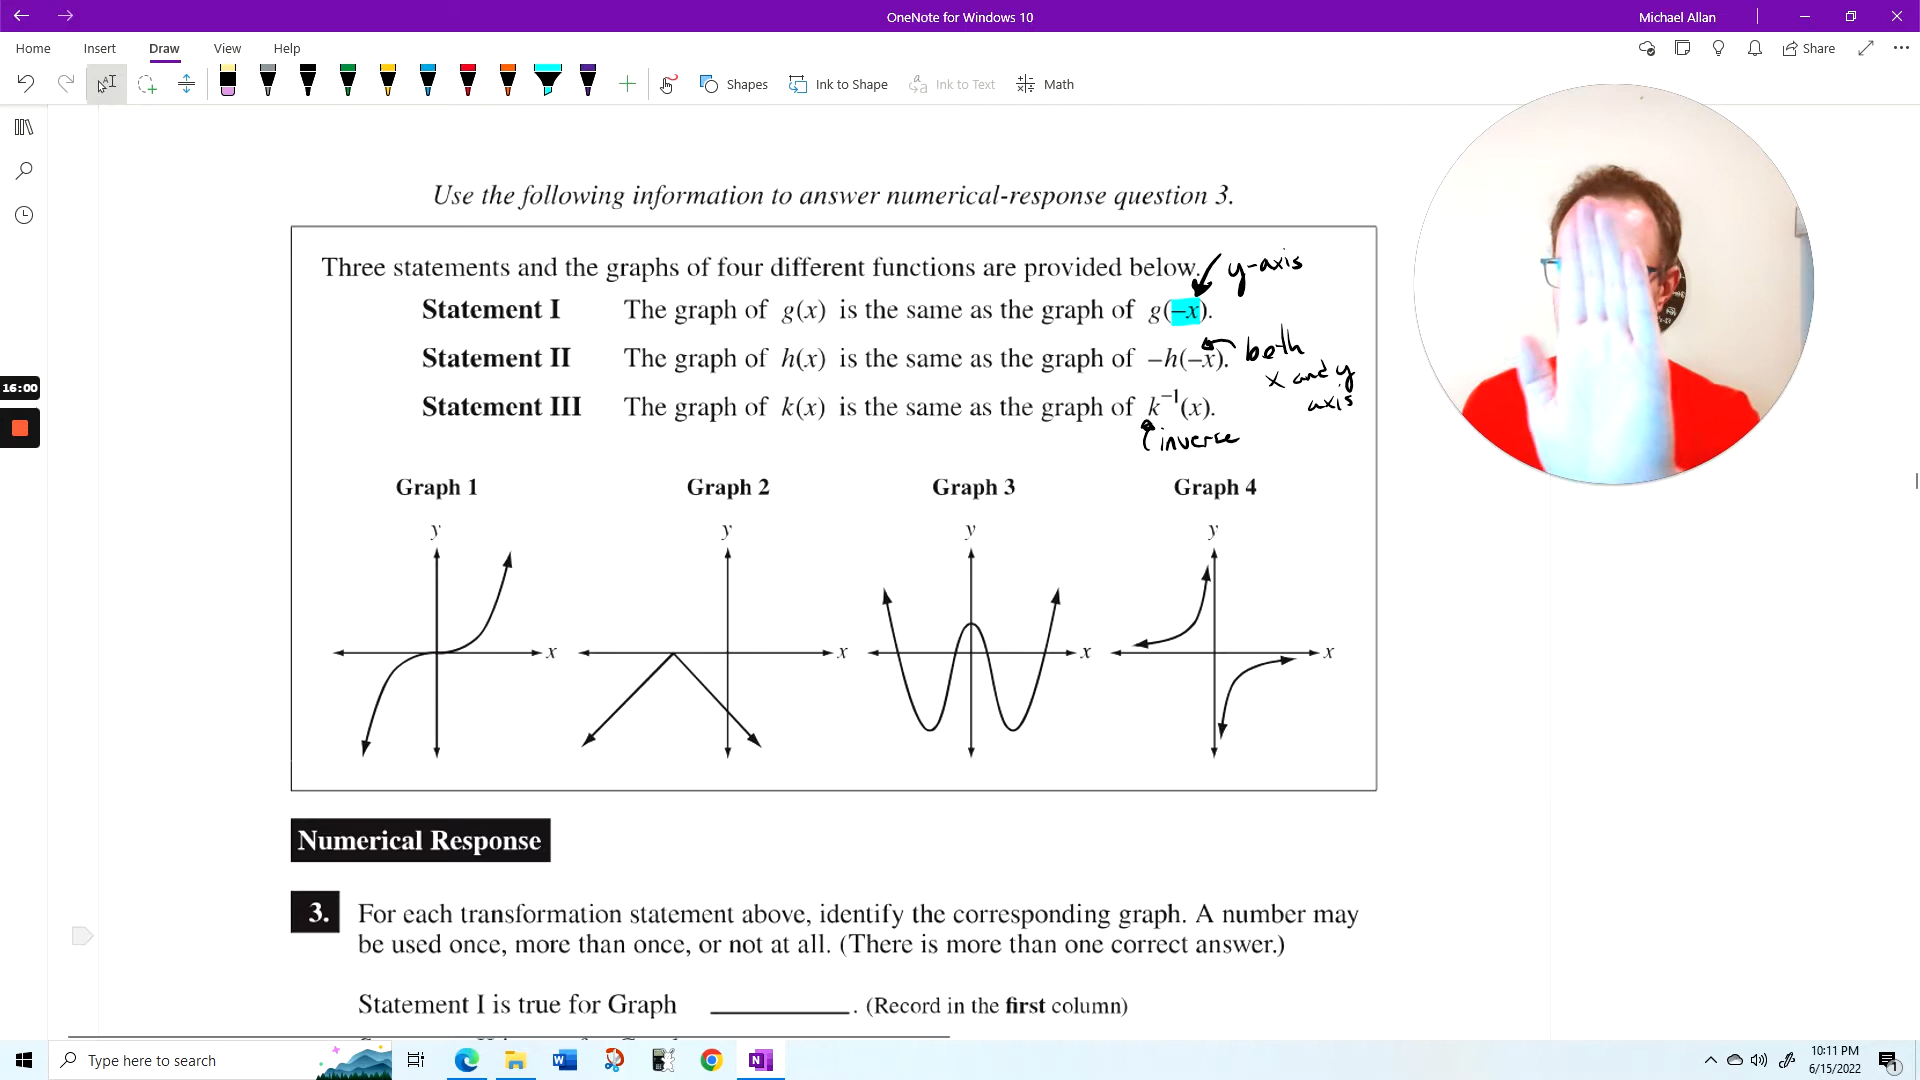 OneNote for Windows 10
Michael Allan
Home Insert Draw View Help
Share
Shapes Ink to Shape Ink to Text Math
Use the following information to answer numerical-response question 3.
Three statements and the graphs of four different functions are provided below.
y-axis
Statement I The graph of g(x) is the same as the graph of g(–x).
Statement II The graph of h(x) is the same as the graph of –h(–x).
both
x and y
axis
Statement III The graph of k(x) is the same as the graph of k⁻¹(x).
inverse
16:00
Graph 1 Graph 2 Graph 3 Graph 4
y y y y
x x x x
Numerical Response
3. For each transformation statement above, identify the corresponding graph. A number may
be used once, more than once, or not at all. (There is more than one correct answer.)
Statement I is true for Graph ________. (Record in the first column)
Type here to search
10:11 PM
6/15/2022
1